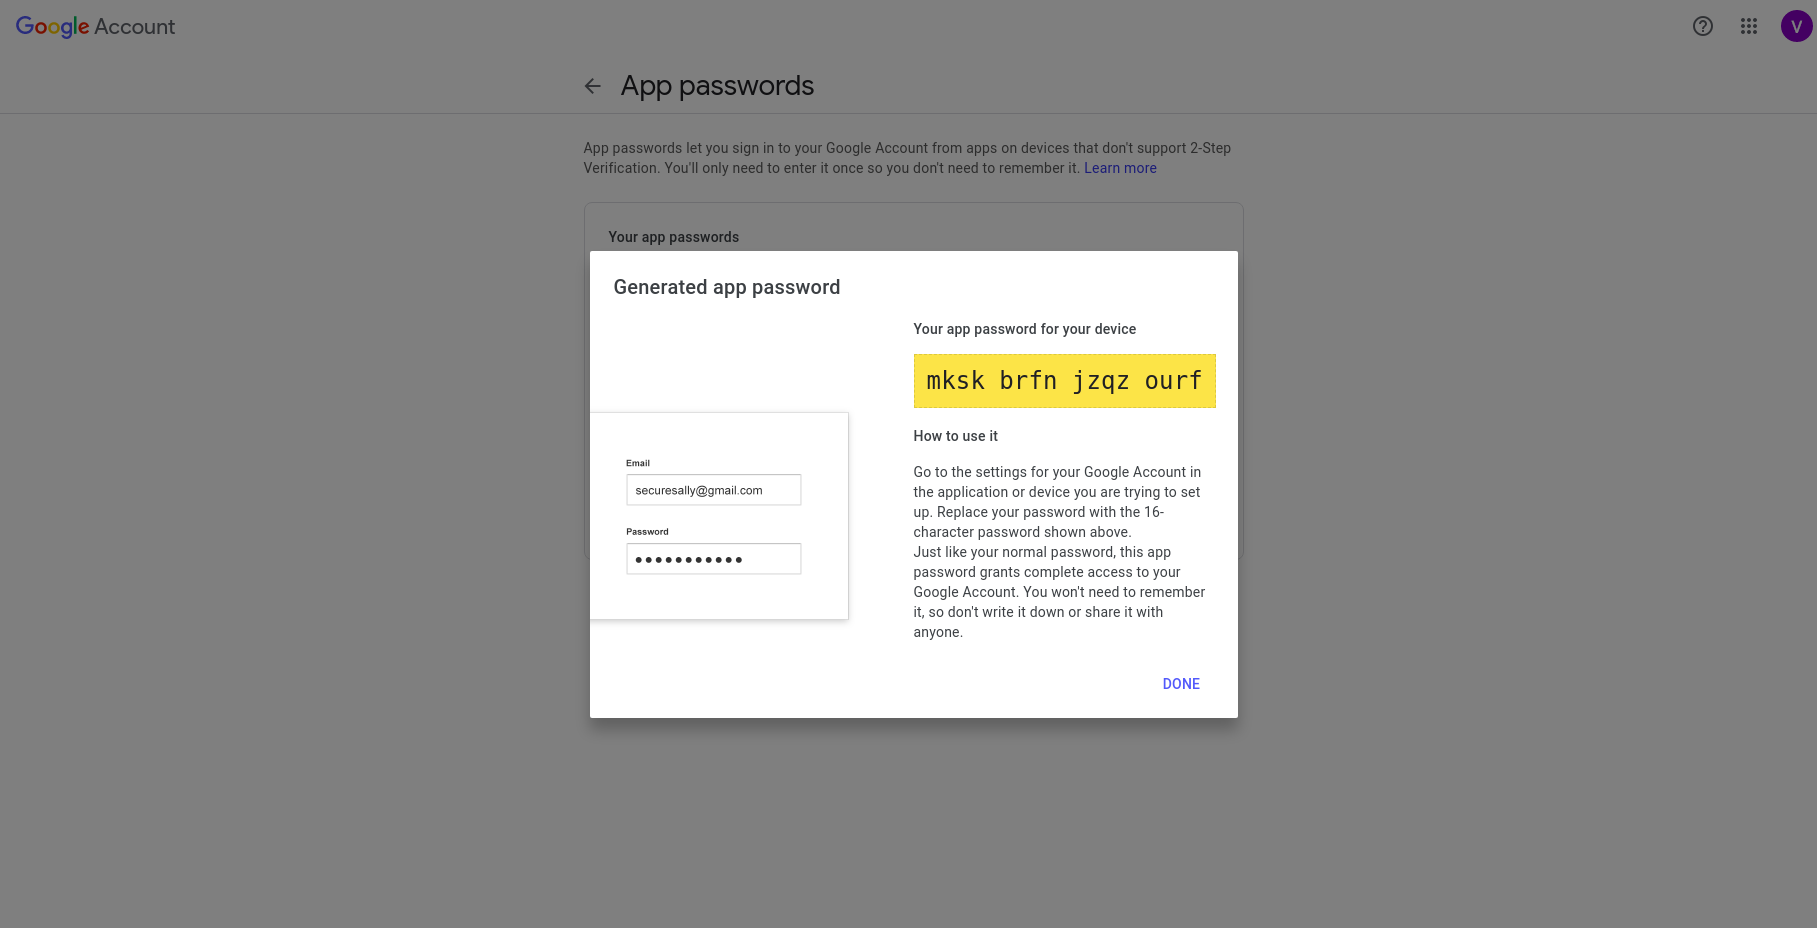 Google Account
V
App passwords
App passwords let you sign in to your Google Account from apps on devices that don't support 2-Step
Verification. You'll only need to enter it once so you don't need to remember it. Learn more
Your app passwords
Generated app password
Your app password for your device
mksk brfn jzqz ourf
Email
securesally@gmail.com
Password
How to use it
Go to the settings for your Google Account in
the application or device you are trying to set
up. Replace your password with the 16-
character password shown above.
Just like your normal password, this app
password grants complete access to your
Google Account. You won't need to remember
it, so don't write it down or share it with
anyone.
DONE